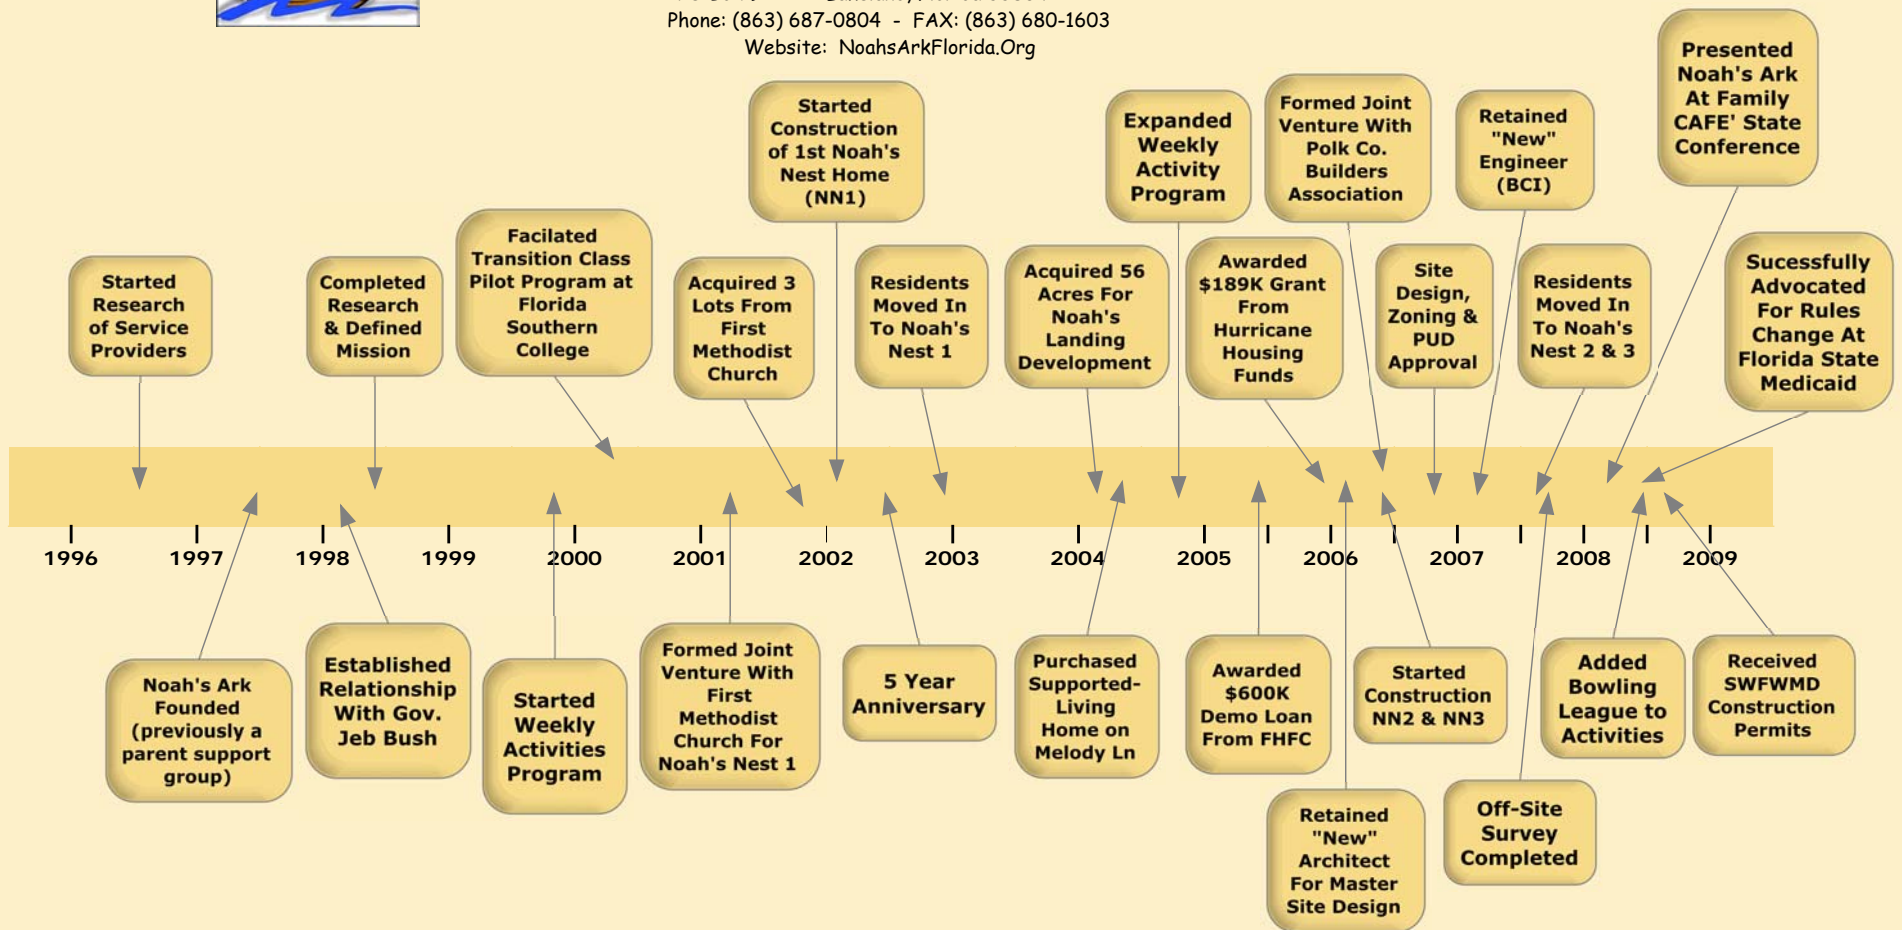 Phone: (863) 687-0804 - FAX: (863) 680-1603
Website: NoahsArkFlorida.Org
Presented
Noah's Ark
At Family
CAFE' State
Conference
Started
Construction
of 1st Noah's
Nest Home
(NN1)
Expanded
Weekly
Activity
Program
Formed Joint
Venture With
Polk Co.
Builders
Association
Retained
"New"
Engineer
(BCI)
Started
Research
of Service
Providers
Completed
Research
& Defined
Mission
Facilated
Transition Class
Pilot Program at
Florida
Southern
College
Acquired 3
Lots From
First
Methodist
Church
Residents
Moved In
To Noah's
Nest 1
Acquired 56
Acres For
Noah's
Landing
Development
Awarded
$189K Grant
From
Hurricane
Housing
Funds
Site
Design,
Zoning &
PUD
Approval
Residents
Moved In
To Noah's
Nest 2 & 3
Sucessfully
Advocated
For Rules
Change At
Florida State
Medicaid
1996 1997 1998 1999 2000 2001 2002 2003 2004 2005 2006 2007 2008 2009
Noah's Ark
Founded
(previously a
parent support
group)
Established
Relationship
With Gov.
Jeb Bush
Started
Weekly
Activities
Program
Formed Joint
Venture With
First
Methodist
Church For
Noah's Nest 1
5 Year
Anniversary
Purchased
Supported-
Living
Home on
Melody Ln
Awarded
$600K
Demo Loan
From FHFC
Retained
"New"
Architect
For Master
Site Design
Started
Construction
NN2 & NN3
Off-Site
Survey
Completed
Added
Bowling
League to
Activities
Received
SWFWMD
Construction
Permits